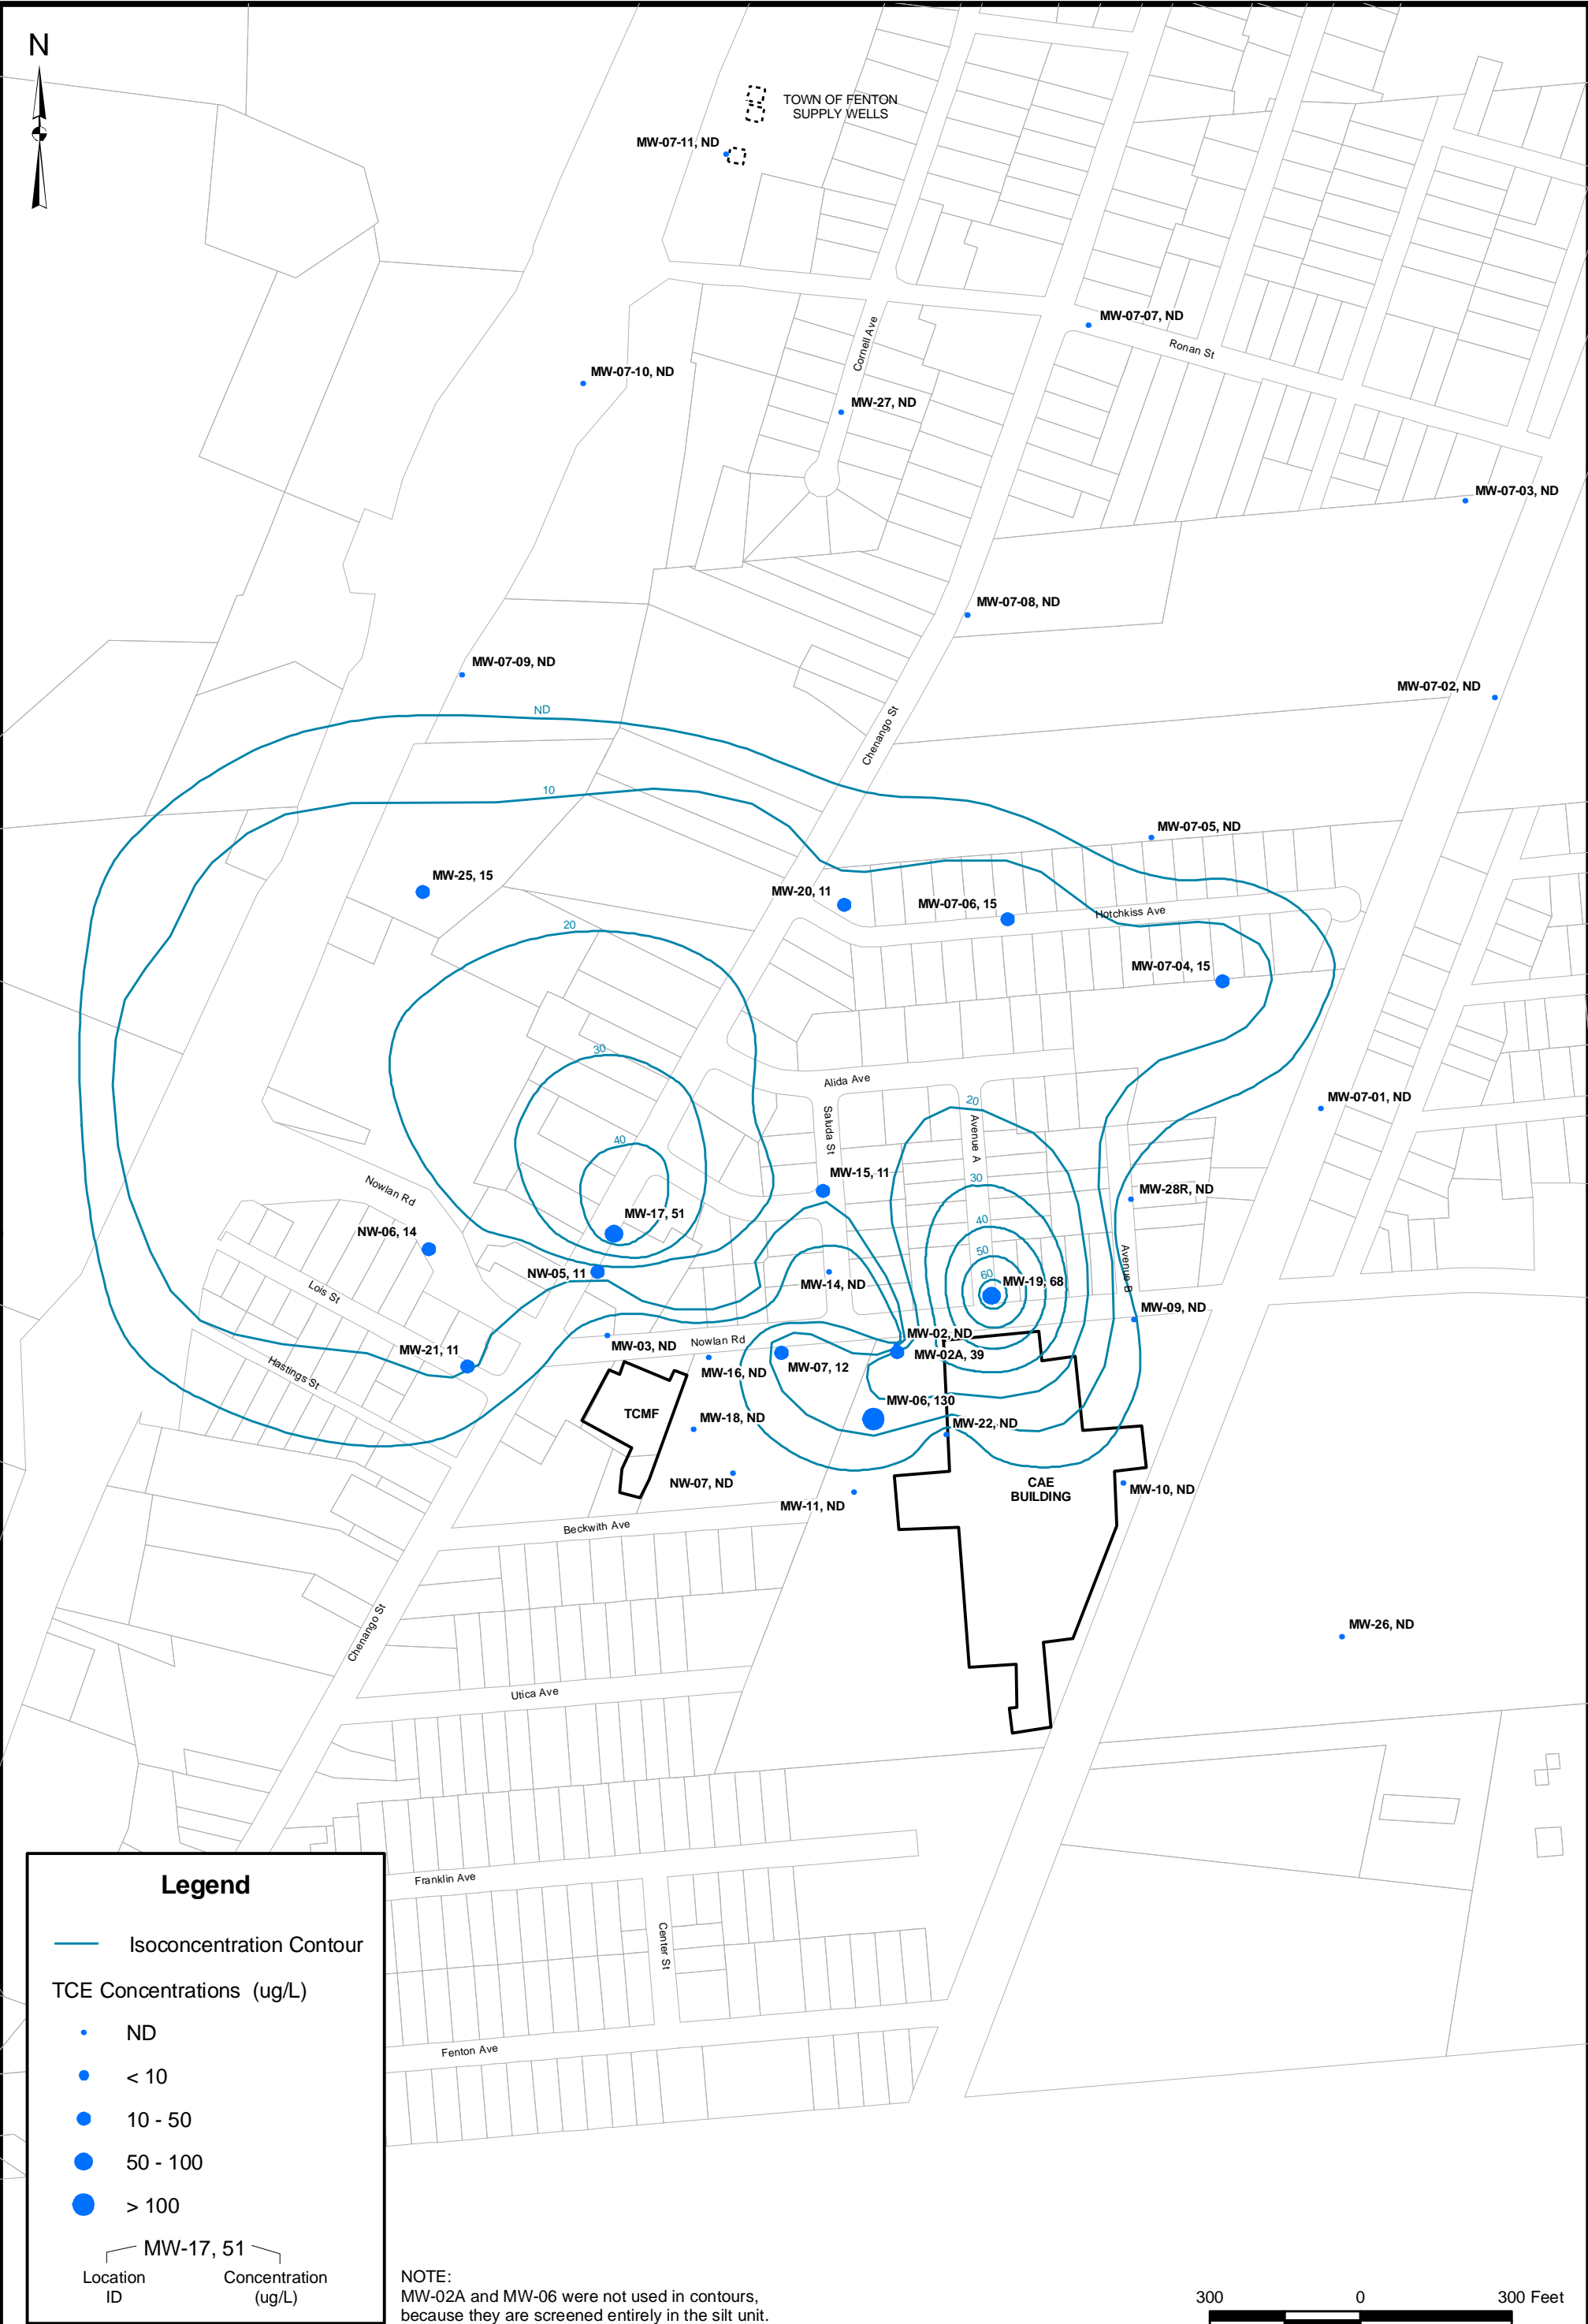 N
TOWN OF FENTON
SUPPLY WELLS
MW-07-11, ND
MW-07-07, ND
Ronan St
Cornell Ave
MW-07-10, ND
MW-27, ND
MW-07-03, ND
MW-07-08, ND
MW-07-09, ND
MW-07-02, ND
ND
Chenango St
10
MW-07-05, ND
MW-25, 15
MW-20, 11
MW-07-06, 15
Hotchkiss Ave
20
MW-07-04, 15
30
Alida Ave
20
MW-07-01, ND
Saluda St
Avenue A
40
30
MW-15, 11
Nowlan Rd
MW-28R, ND
MW-17, 51
40
NW-06, 14
50
Avenue B
NW-05, 11
MW-14, ND
60
MW-19, 68
Lois St
MW-09, ND
MW-03, ND
Nowlan Rd
MW-02, ND
MW-21, 11
MW-02A, 39
Hastings St
MW-16, ND
MW-07, 12
TCMF
MW-06, 130
MW-18, ND
MW-22, ND
NW-07, ND
CAE
BUILDING
MW-10, ND
MW-11, ND
Beckwith Ave
Chenango St
MW-26, ND
Utica Ave
Franklin Ave
Center St
Fenton Ave
Legend
Isoconcentration Contour
TCE Concentrations (ug/L)
ND
< 10
10 - 50
50 - 100
> 100
MW-17, 51
Location
ID
Concentration
(ug/L)
NOTE:
MW-02A and MW-06 were not used in contours,
because they are screened entirely in the silt unit.
300 0 300 Feet